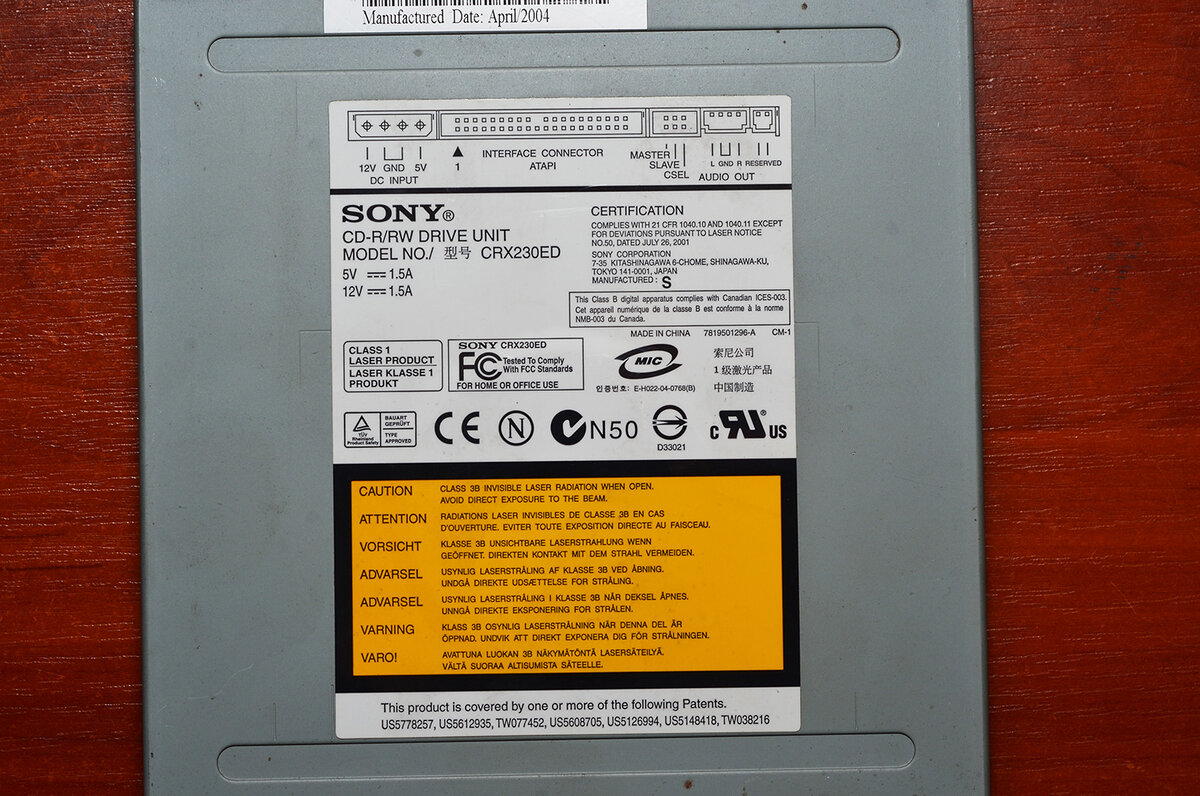 Manufactured Date: April/2004
12V GND 5V
DC INPUT
1
INTERFACE CONNECTOR
ATAPI
MASTER
SLAVE
CSEL
L GND R RESERVED
AUDIO OUT
SONY®
CD-R/RW DRIVE UNIT
MODEL NO./ 型号 CRX230ED
5V ⎓ 1.5A
12V ⎓ 1.5A
CERTIFICATION
COMPLIES WITH 21 CFR 1040.10 AND 1040.11 EXCEPT
FOR DEVIATIONS PURSUANT TO LASER NOTICE
NO.50, DATED JULY 26, 2001
SONY CORPORATION
7-35 KITASHINAGAWA 6-CHOME, SHINAGAWA-KU,
TOKYO 141-0001, JAPAN
MANUFACTURED : S
This Class B digital apparatus complies with Canadian ICES-003.
Cet appareil numérique de la classe B est conforme à la norme
NMB-003 du Canada.
MADE IN CHINA 7819501296-A CM-1
CLASS 1
LASER PRODUCT
LASER KLASSE 1
PRODUKT
SONY CRX230ED
FC Tested To Comply
With FCC Standards
FOR HOME OR OFFICE USE
MIC
인증번호: E-H022-04-0768(B)
索尼公司
1 级激光产品
中国制造
TÜV
Rheinland
Product Safety
BAUART
GEPRÜFT
TYPE
APPROVED
CE
N
N50
D33021
c RU® US
CAUTION CLASS 3B INVISIBLE LASER RADIATION WHEN OPEN.
AVOID DIRECT EXPOSURE TO THE BEAM.
ATTENTION RADIATIONS LASER INVISIBLES DE CLASSE 3B EN CAS
D'OUVERTURE. EVITER TOUTE EXPOSITION DIRECTE AU FAISCEAU.
VORSICHT KLASSE 3B UNSICHTBARE LASERSTRAHLUNG WENN
GEÖFFNET. DIREKTEN KONTAKT MIT DEM STRAHL VERMEIDEN.
ADVARSEL USYNLIG LASERSTRÅLING AF KLASSE 3B VED ÅBNING.
UNDGÅ DIREKTE UDSÆTTELSE FOR STRÅLING.
ADVARSEL USYNLIG LASERSTRÅLING I KLASSE 3B NÅR DEKSEL ÅPNES.
UNNGÅ DIREKTE EKSPONERING FOR STRÅLEN.
VARNING KLASS 3B OSYNLIG LASERSTRÅLNING NÄR DENNA DEL ÄR
ÖPPNAD. UNDVIK ATT DIREKT EXPONERA DIG FÖR STRÅLNINGEN.
VARO! AVATTUNA LUOKAN 3B NÄKYMÄTÖNTÄ LASERSÄTEILYÄ.
VÄLTÄ SUORAA ALTISUMISTA SÄTEELLE.
This product is covered by one or more of the following Patents.
US5778257, US5612935, TW077452, US5608705, US5126994, US5148418, TW038216